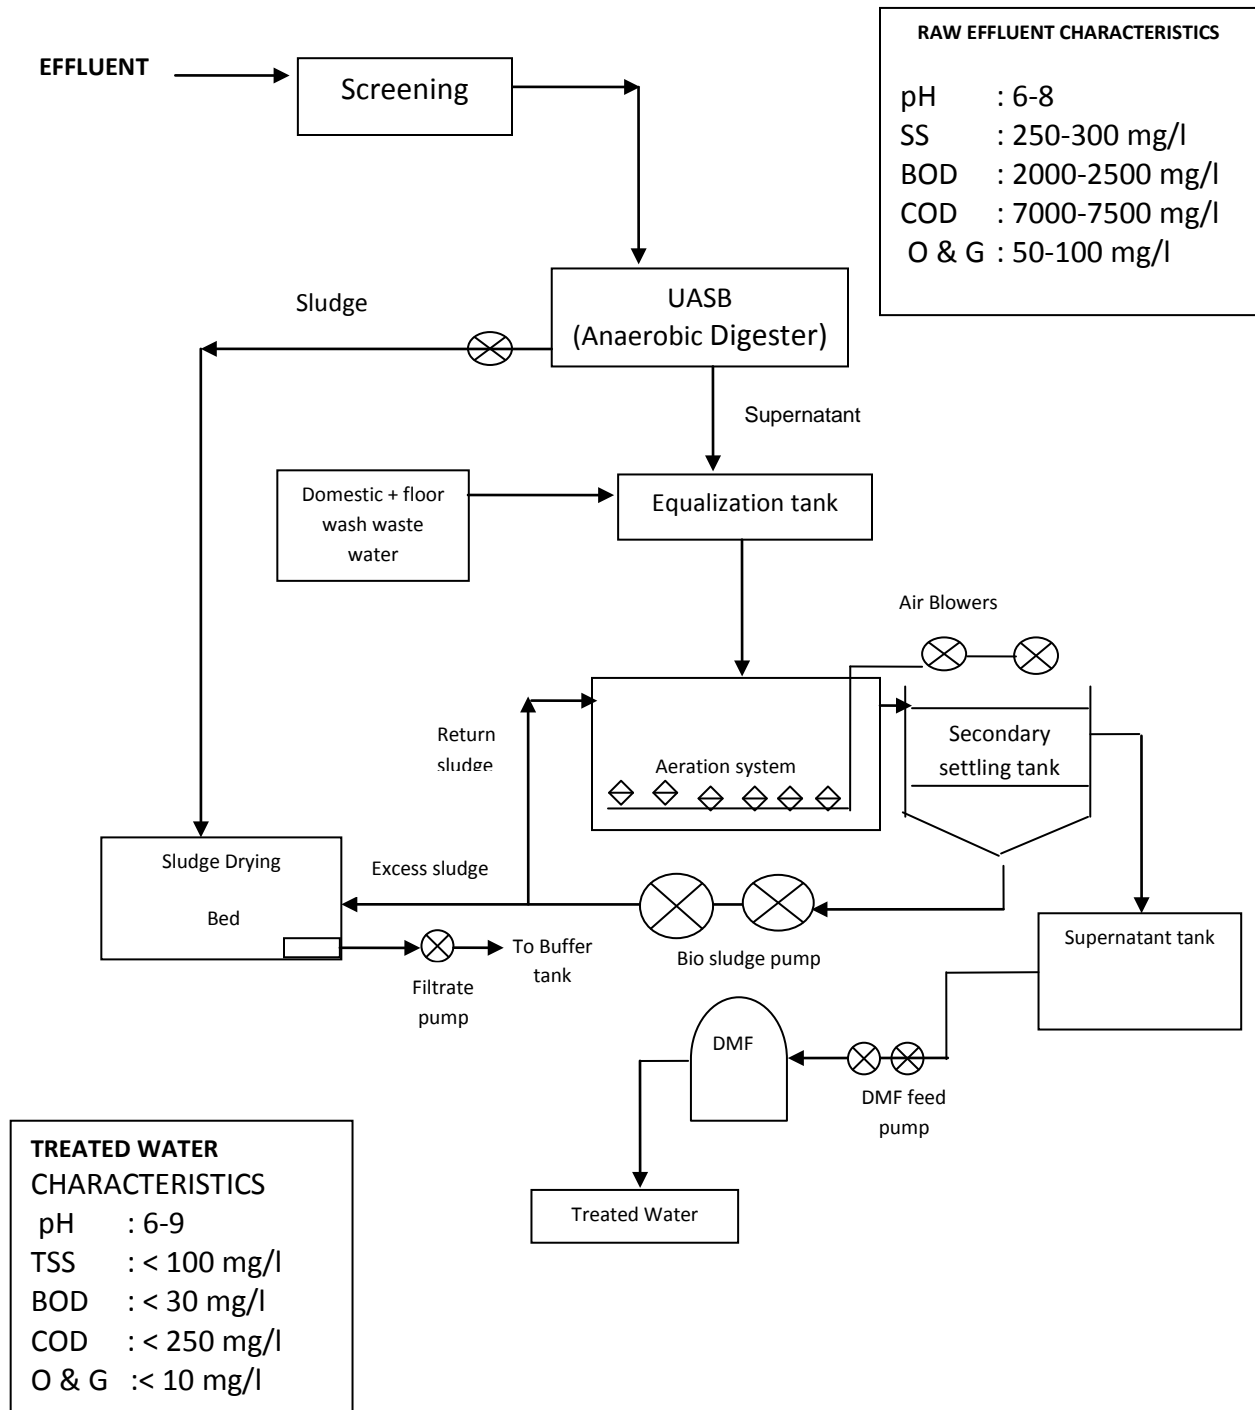 RAW EFFLUENT CHARACTERISTICS
pH : 6-8
SS : 250-300 mg/l
BOD : 2000-2500 mg/l
COD : 7000-7500 mg/l
O & G : 50-100 mg/l
EFFLUENT
Screening
UASB
(Anaerobic Digester)
Sludge
Supernatant
Domestic + floor
wash waste
water
Equalization tank
Air Blowers
Return
sludge
Aeration system
Secondary
settling tank
Sludge Drying
Bed
Excess sludge
Bio sludge pump
Supernatant tank
To Buffer
tank
Filtrate
pump
DMF
DMF feed
pump
Treated Water
TREATED WATER
CHARACTERISTICS
pH : 6-9
TSS : < 100 mg/l
BOD : < 30 mg/l
COD : < 250 mg/l
O & G :< 10 mg/l